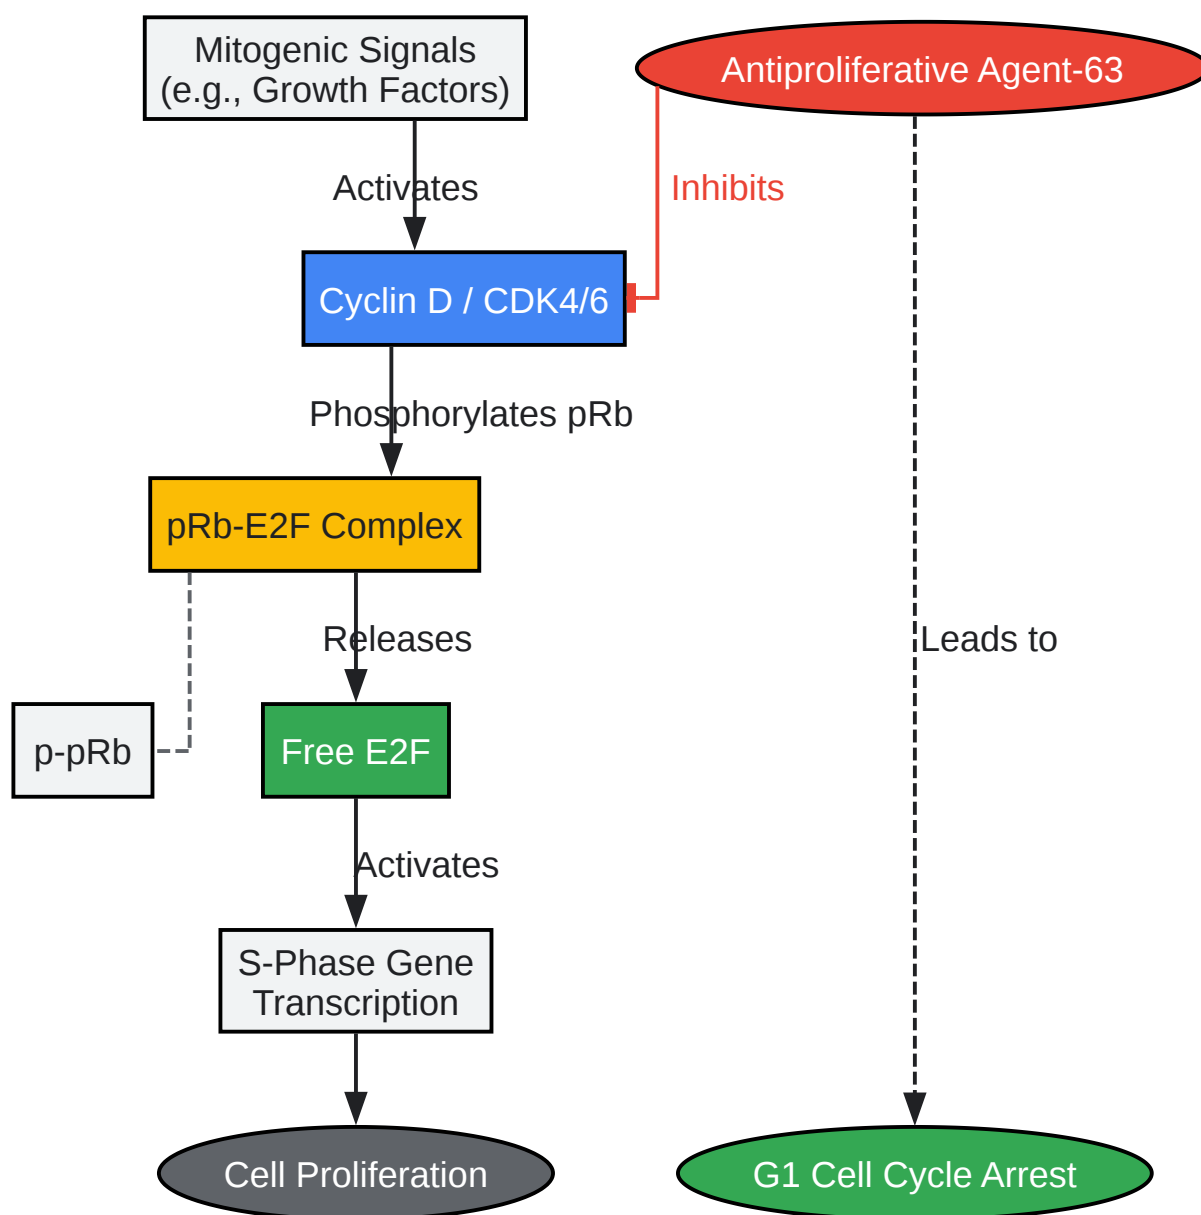 Mitogenic Signals
(e.g., Growth Factors)
Antiproliferative Agent-63
Activates
Inhibits
Cyclin D / CDK4/6
Phosphorylates pRb
pRb-E2F Complex
Releases
Leads to
p-pRb
Free E2F
Activates
S-Phase Gene
Transcription
Cell Proliferation
G1 Cell Cycle Arrest